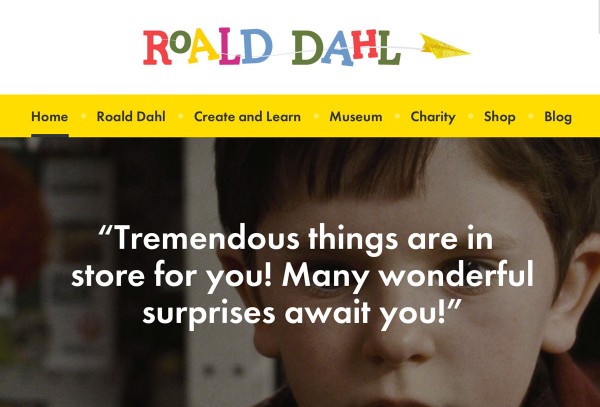 ROALD DAHL
Home Roald Dahl Create and Learn Museum Charity Shop Blog
“Tremendous things are in
store for you! Many wonderful
surprises await you!”